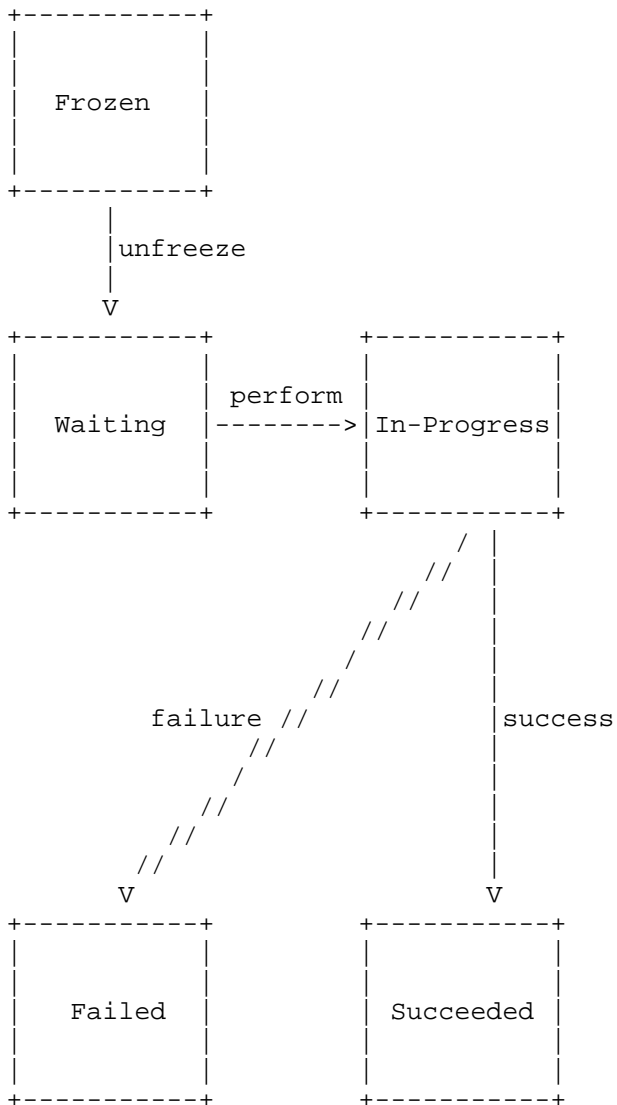 Frozen
unfreeze
perform
Waiting
In-Progress
failure
success
Failed
Succeeded